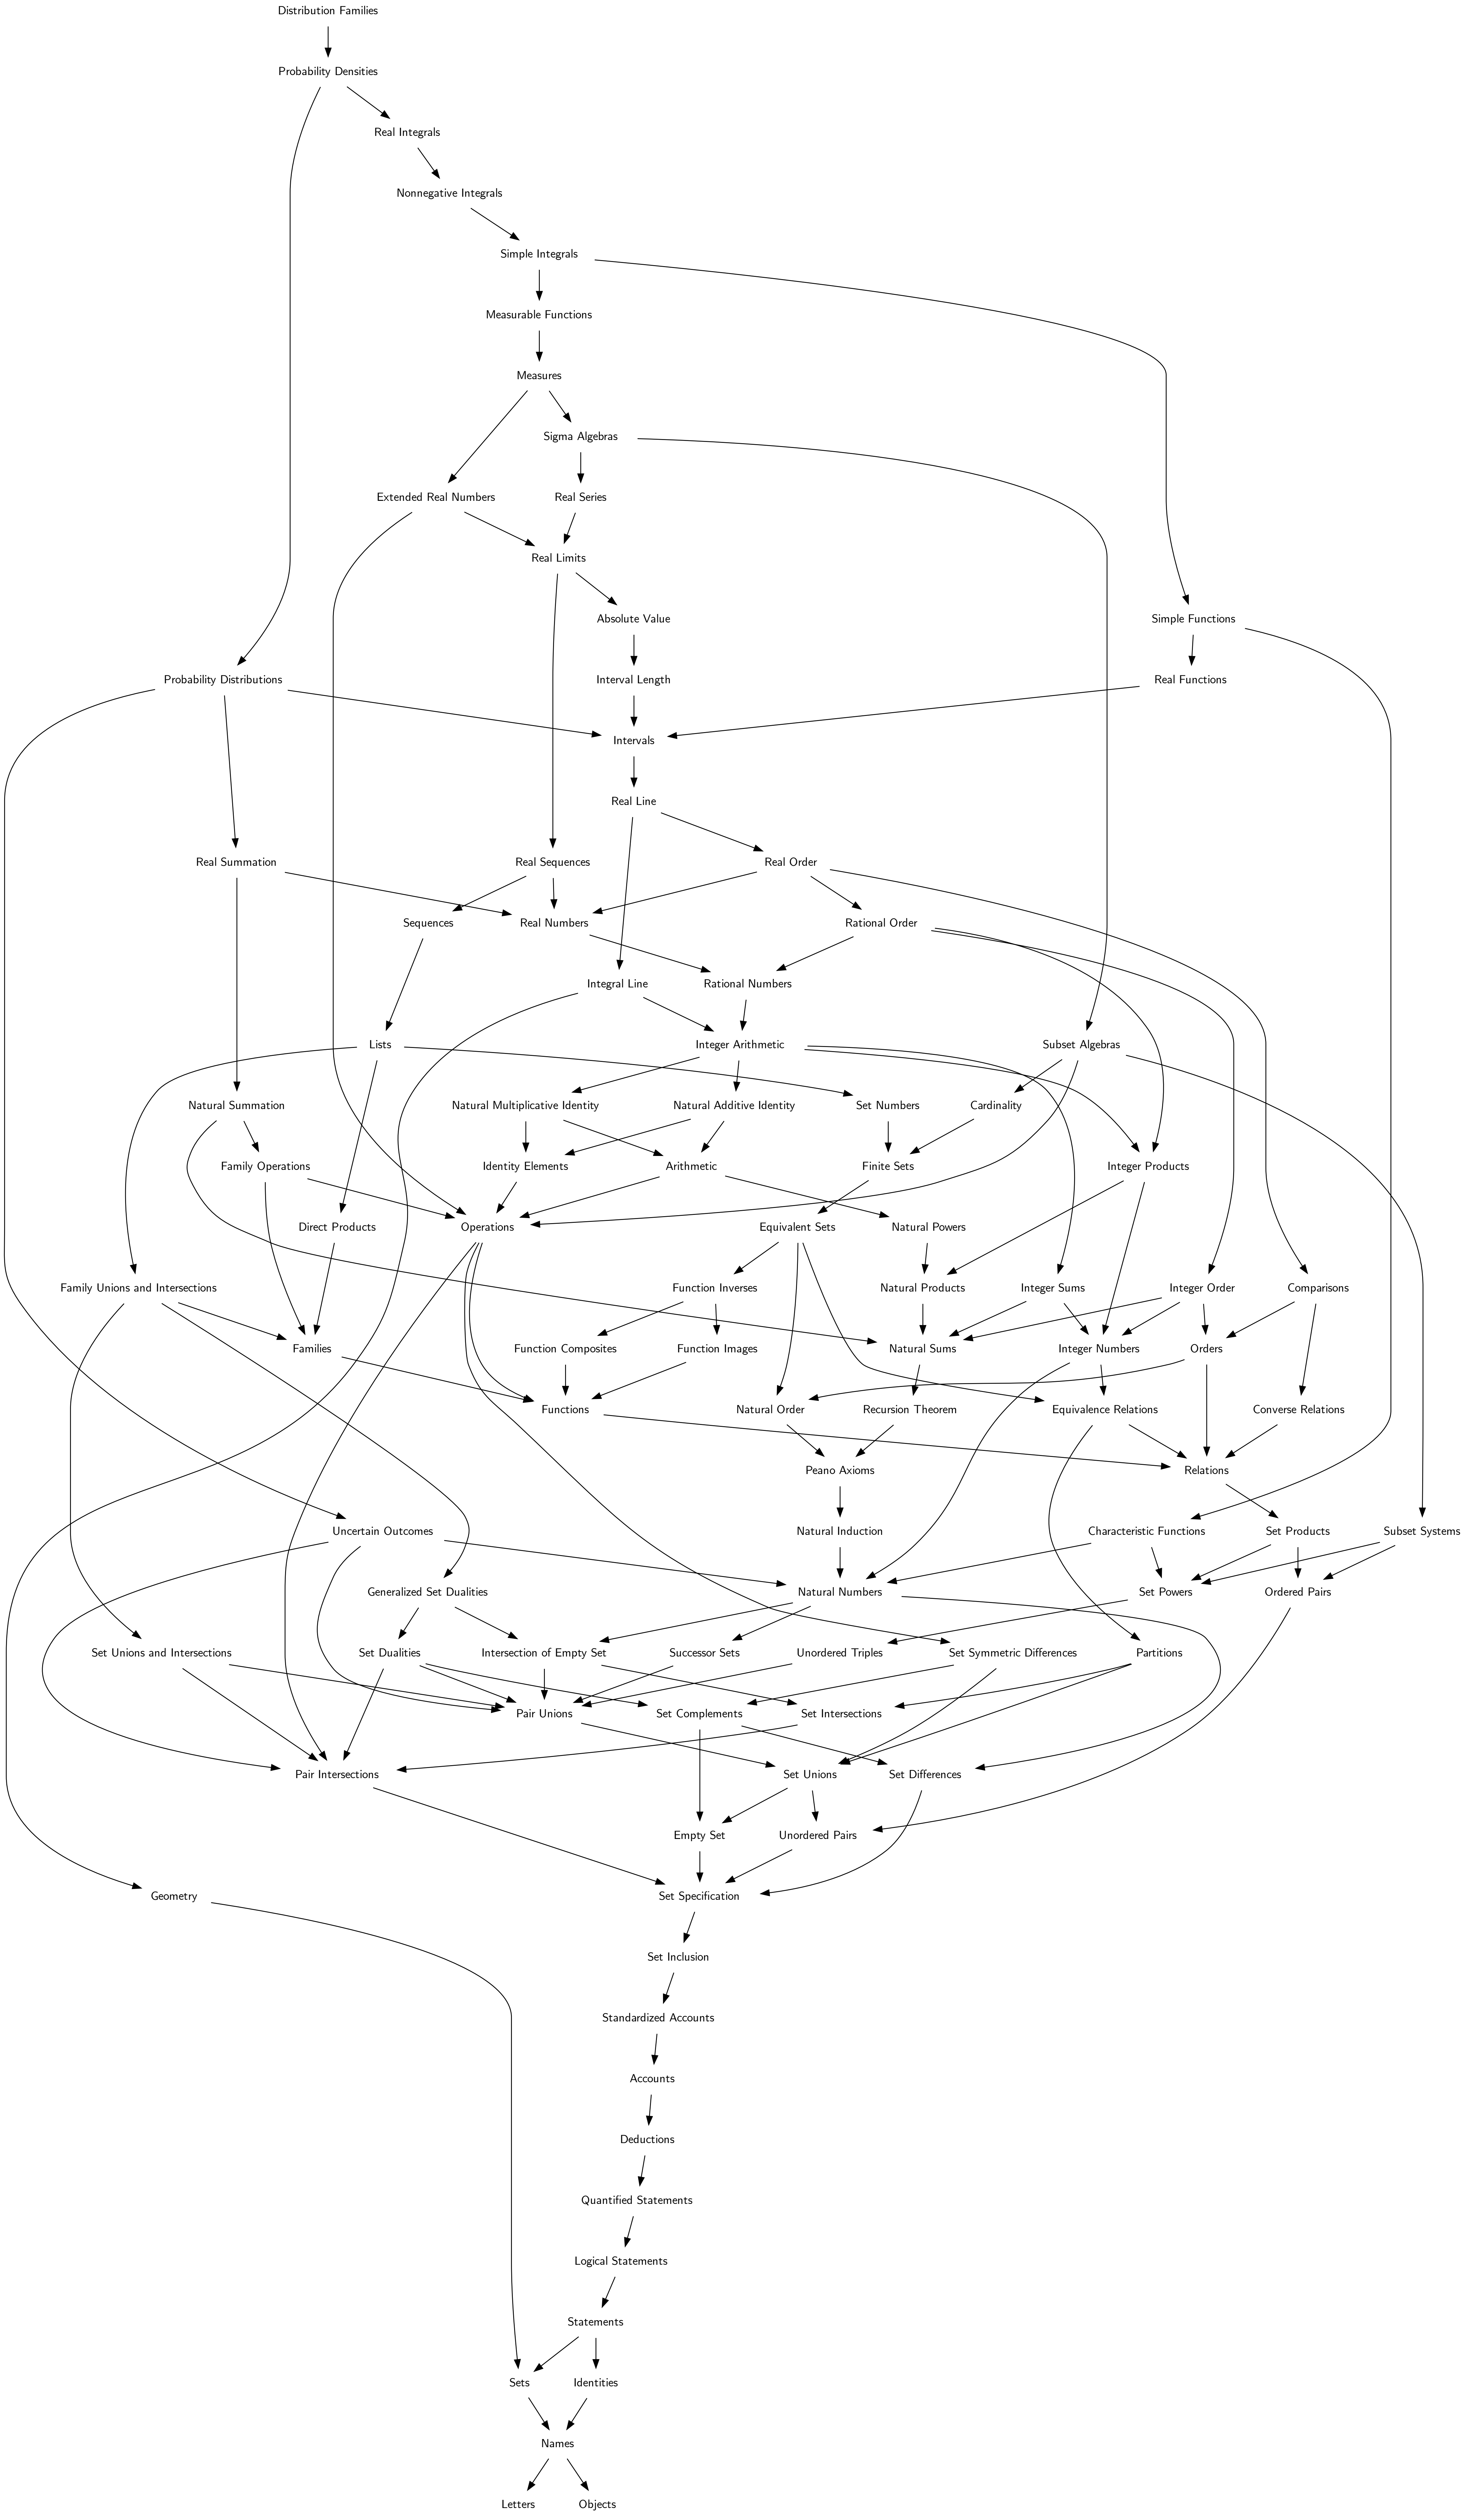 Distribution Families
Probability Densities
Real Integrals
Nonnegative Integrals
Simple Integrals
Measurable Functions
Measures
Sigma Algebras
Extended Real Numbers
Real Series
Real Limits
Absolute Value
Simple Functions
Probability Distributions
Interval Length
Real Functions
Intervals
Real Line
Real Summation
Real Sequences
Real Order
Sequences
Real Numbers
Rational Order
Integral Line
Rational Numbers
Lists
Integer Arithmetic
Subset Algebras
Natural Summation
Natural Multiplicative Identity
Natural Additive Identity
Set Numbers
Cardinality
Family Operations
Identity Elements
Arithmetic
Finite Sets
Integer Products
Direct Products
Operations
Equivalent Sets
Natural Powers
Family Unions and Intersections
Function Inverses
Natural Products
Integer Sums
Integer Order
Comparisons
Families
Function Composites
Function Images
Natural Sums
Integer Numbers
Orders
Functions
Natural Order
Recursion Theorem
Equivalence Relations
Converse Relations
Peano Axioms
Relations
Uncertain Outcomes
Natural Induction
Characteristic Functions
Set Products
Subset Systems
Generalized Set Dualities
Natural Numbers
Set Powers
Ordered Pairs
Set Unions and Intersections
Set Dualities
Intersection of Empty Set
Successor Sets
Unordered Triples
Set Symmetric Differences
Partitions
Pair Unions
Set Complements
Set Intersections
Pair Intersections
Set Unions
Set Differences
Empty Set
Unordered Pairs
Geometry
Set Specification
Set Inclusion
Standardized Accounts
Accounts
Deductions
Quantified Statements
Logical Statements
Statements
Sets
Identities
Names
Letters
Objects